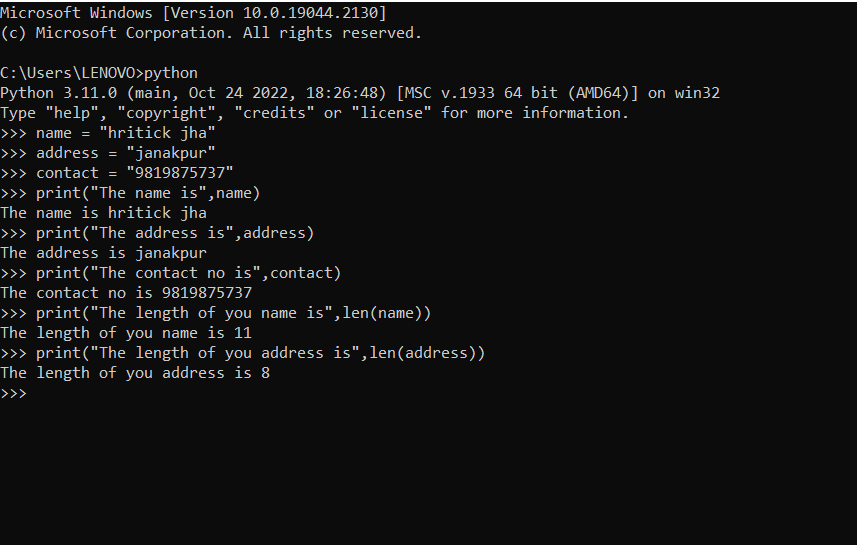 Microsoft Windows [Version 10.0.19044.2130]
(c) Microsoft Corporation. All rights reserved.
C:\Users\LENOVO>python
Python 3.11.0 (main, Oct 24 2022, 18:26:48) [MSC v.1933 64 bit (AMD64)] on win32
Type "help", "copyright", "credits" or "license" for more information.
>>> name = "hritick jha"
>>> address = "janakpur"
>>> contact = "9819875737"
>>> print("The name is",name)
The name is hritick jha
>>> print("The address is",address)
The address is janakpur
>>> print("The contact no is",contact)
The contact no is 9819875737
>>> print("The length of you name is",len(name))
The length of you name is 11
>>> print("The length of you address is",len(address))
The length of you address is 8
>>>